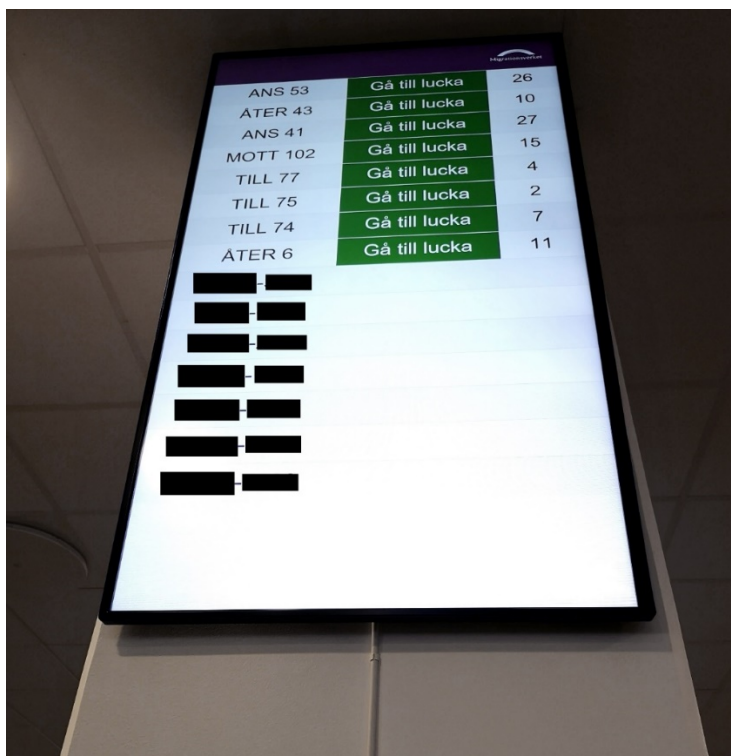 Migrationsverket
ANS 53 Gå till lucka 26
ÅTER 43 Gå till lucka 10
ANS 41 Gå till lucka 27
MOTT 102 Gå till lucka 15
TILL 77 Gå till lucka 4
TILL 75 Gå till lucka 2
TILL 74 Gå till lucka 7
ÅTER 6 Gå till lucka 11